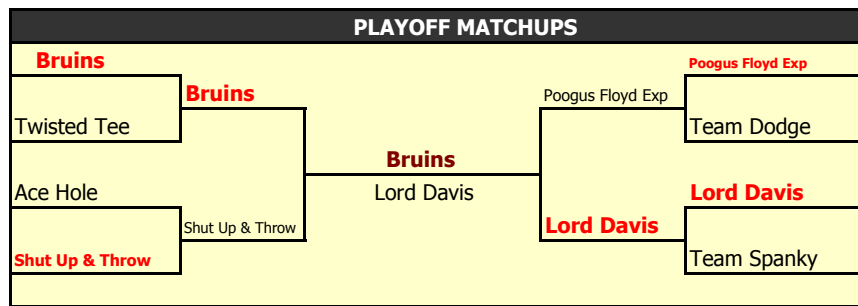 PLAYOFF MATCHUPS
Bruins
Poogus Floyd Exp
Bruins
Poogus Floyd Exp
Twisted Tee
Team Dodge
Bruins
Ace Hole
Lord Davis
Lord Davis
Shut Up & Throw
Lord Davis
Shut Up & Throw
Team Spanky